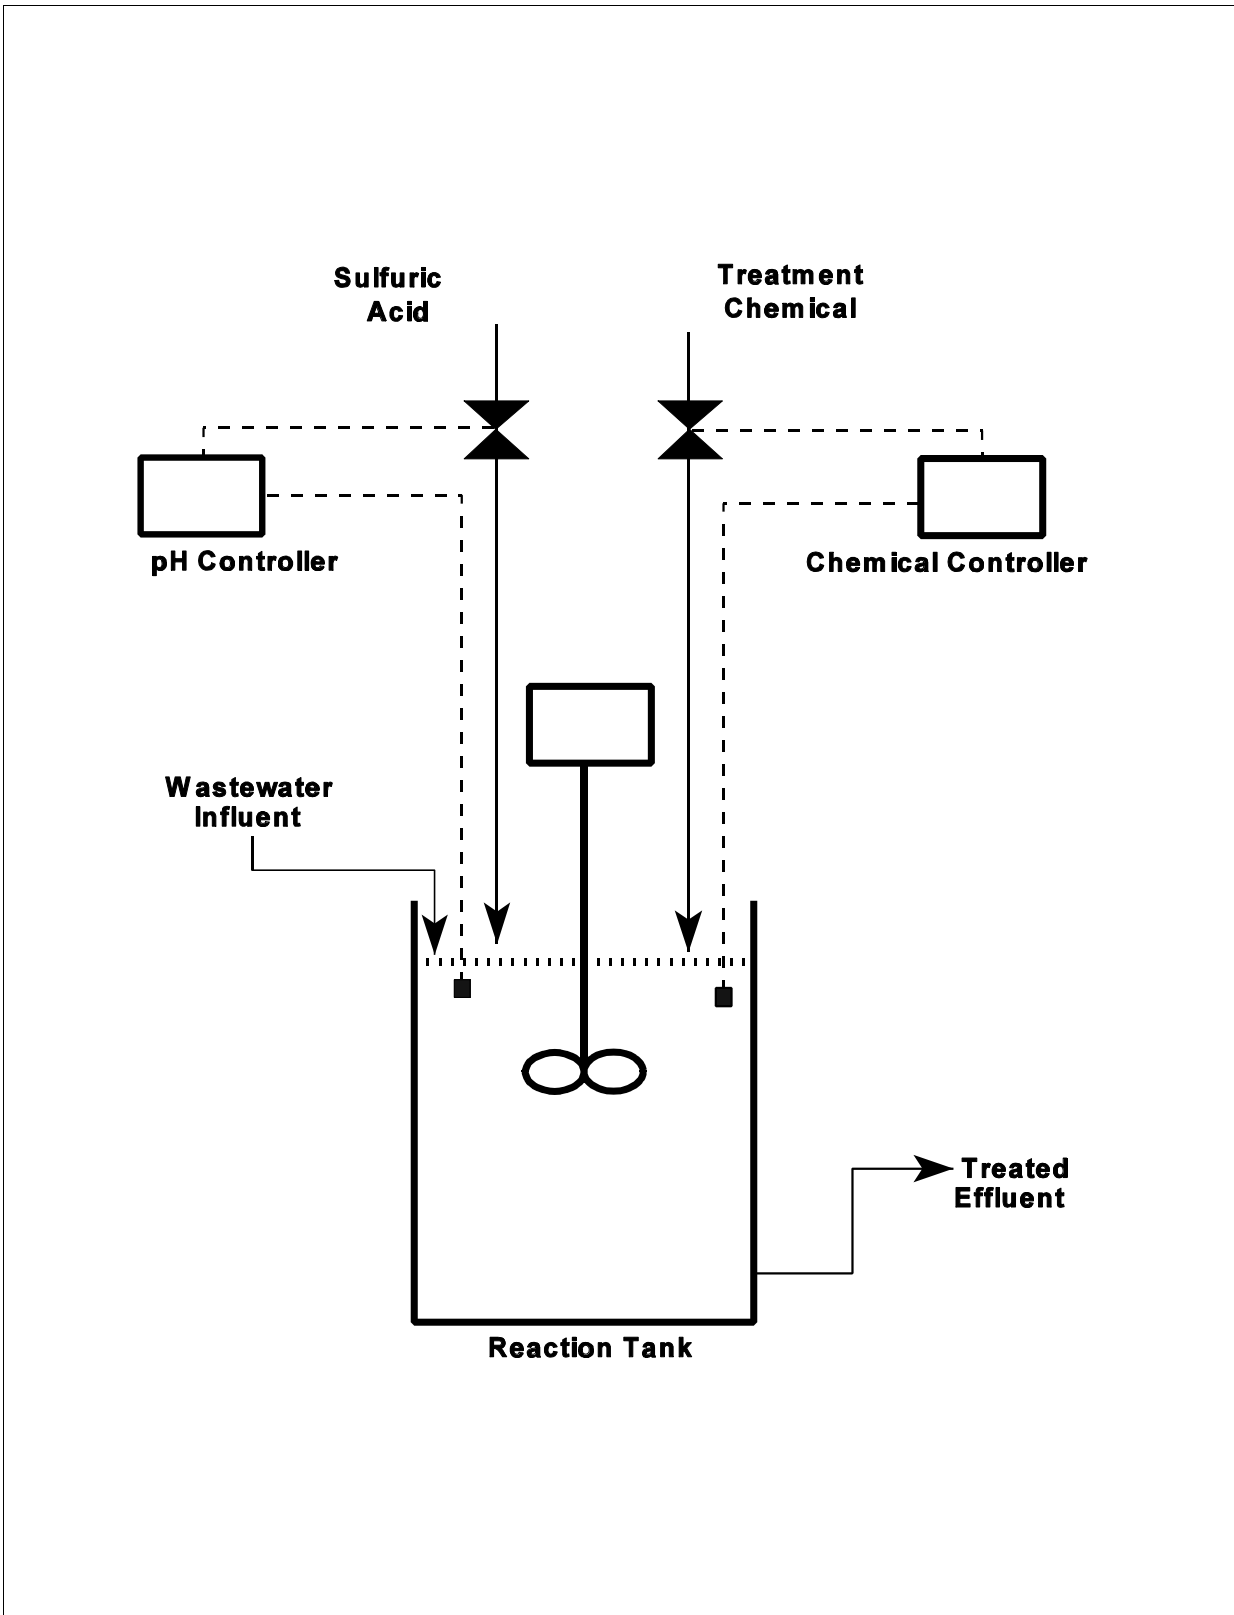 Sulfuric
Acid
Treatment
Chemical
pH Controller
Chemical Controller
Wastewater
Influent
Treated
Effluent
Reaction Tank